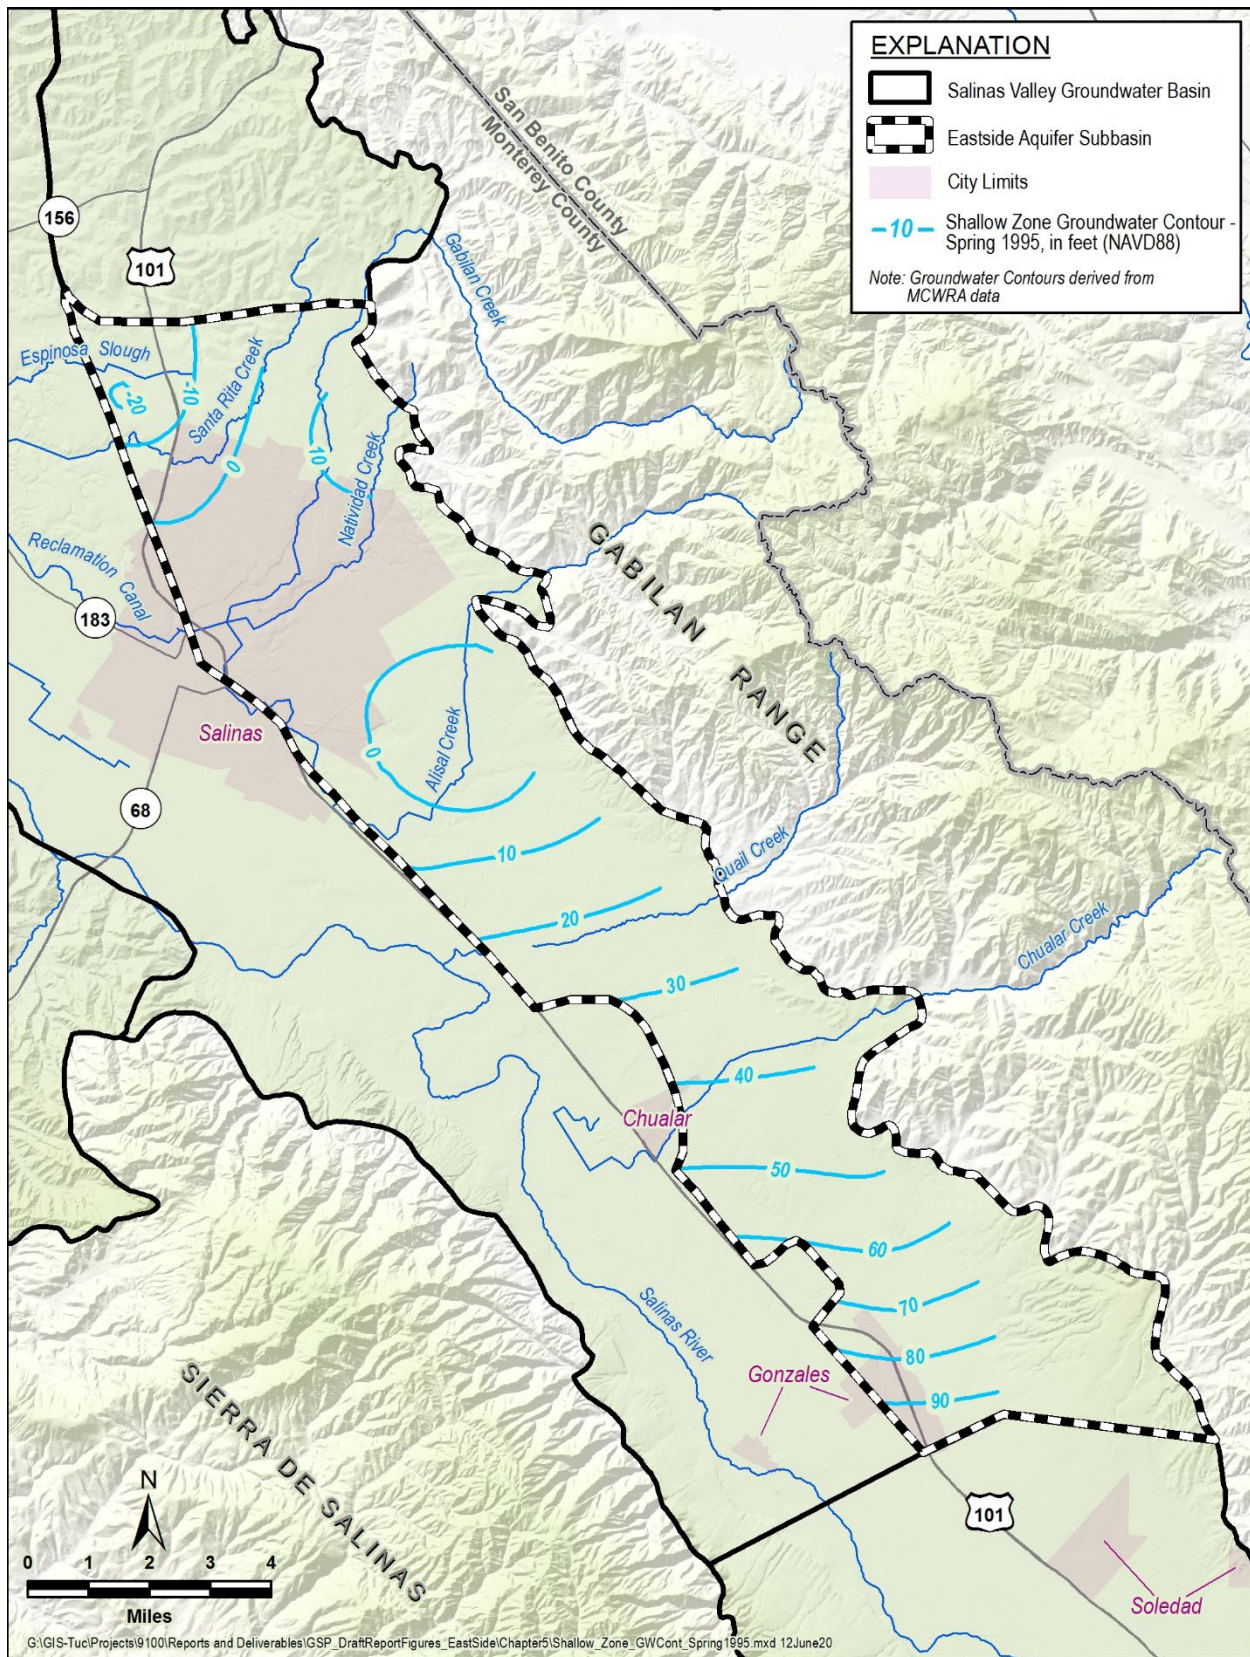 EXPLANATION
Salinas Valley Groundwater Basin
Eastside Aquifer Subbasin
City Limits
10
Shallow Zone Groundwater Contour -
Spring 1995, in feet (NAVD88)
Note: Groundwater Contours derived from
MCWRA data
San Benito County
Monterey County
156
101
Gabilan Creek
Espinosa Slough
Santa Rita Creek
-20
-10
0
10
Natividad Creek
Reclamation Canal
183
GABILAN RANGE
Salinas
0
Alisal Creek
68
10
Quail Creek
20
Chualar Creek
30
40
Chualar
50
60
70
Salinas River
80
Gonzales
90
SIERRA DE SALINAS
101
Soledad
N
0 1 2 3 4
Miles
G:\GIS-Tuc\Projects\9100\Reports and Deliverables\GSP_DraftReportFigures_EastSide\Chapter5\Shallow_Zone_GWCont_Spring1995.mxd 12June20